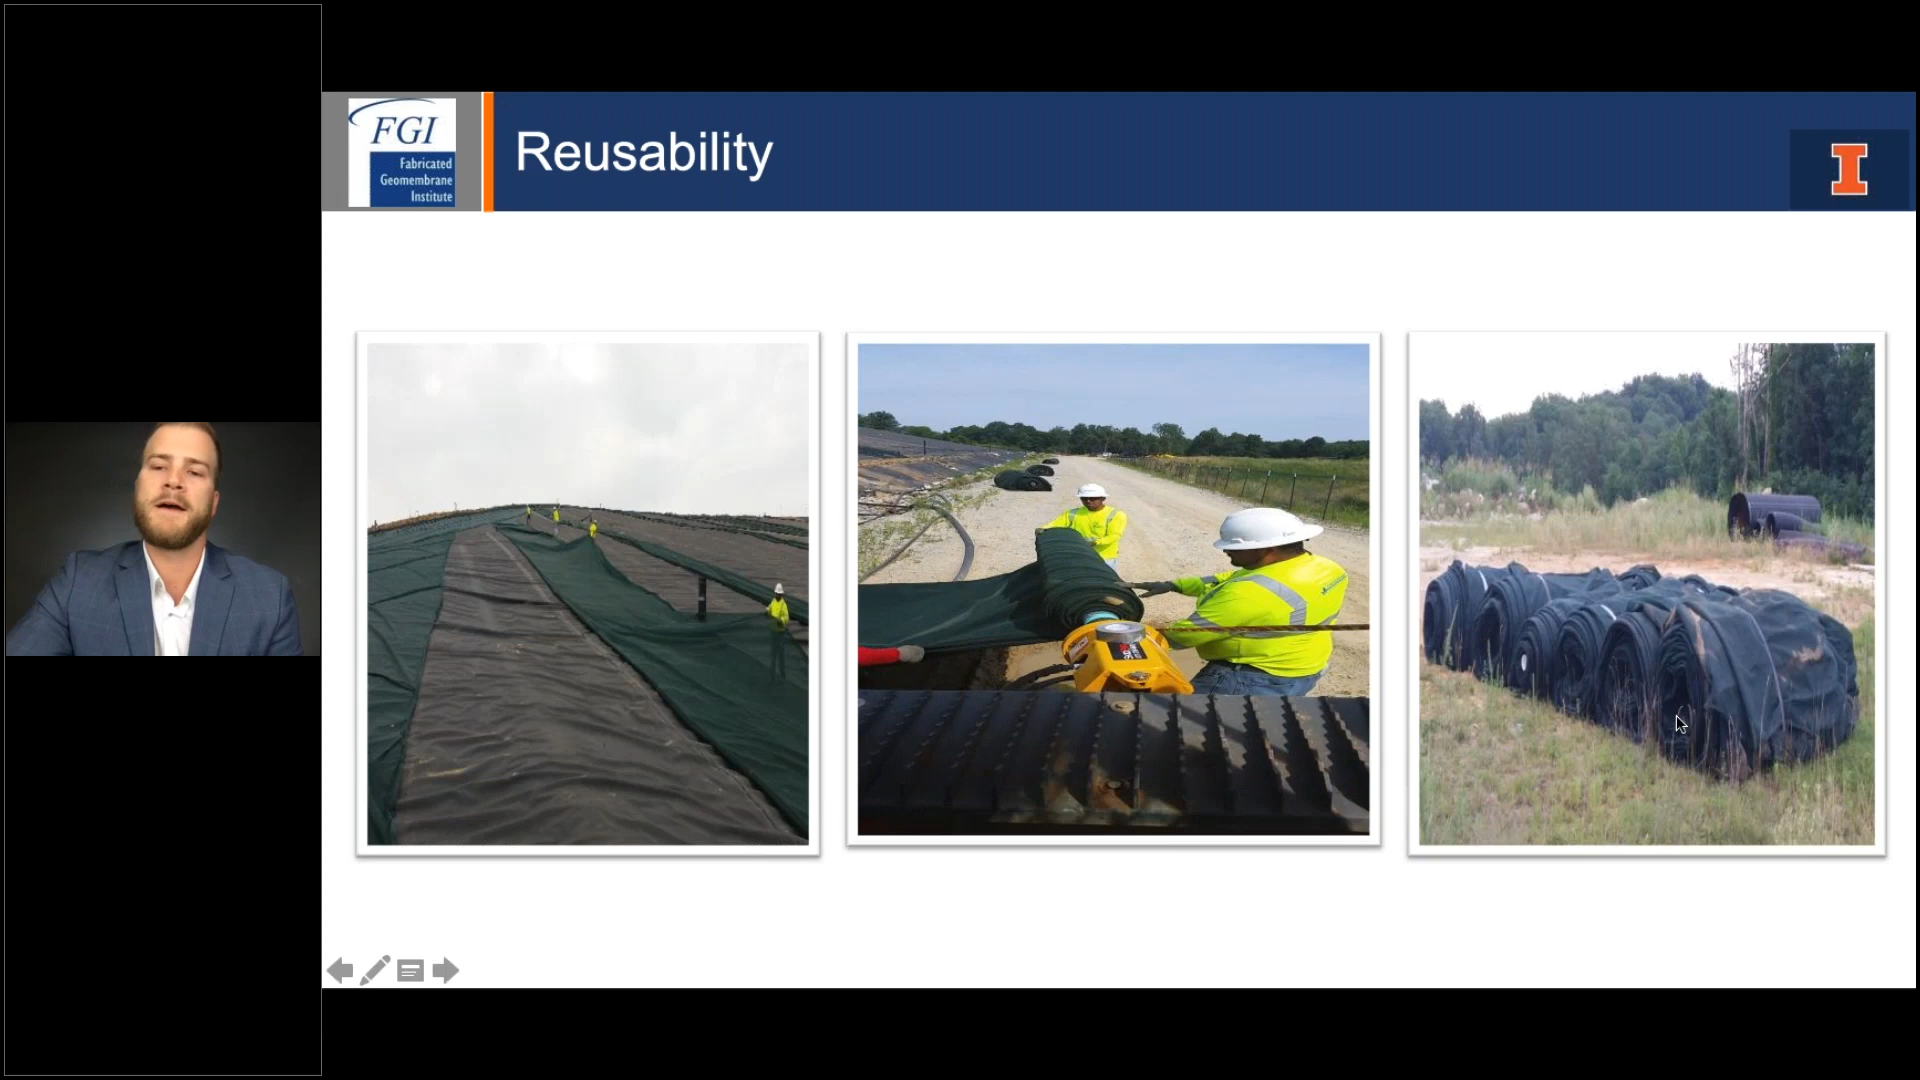 FGI
Fabricated
Geomembrane
Institute
Reusability
I